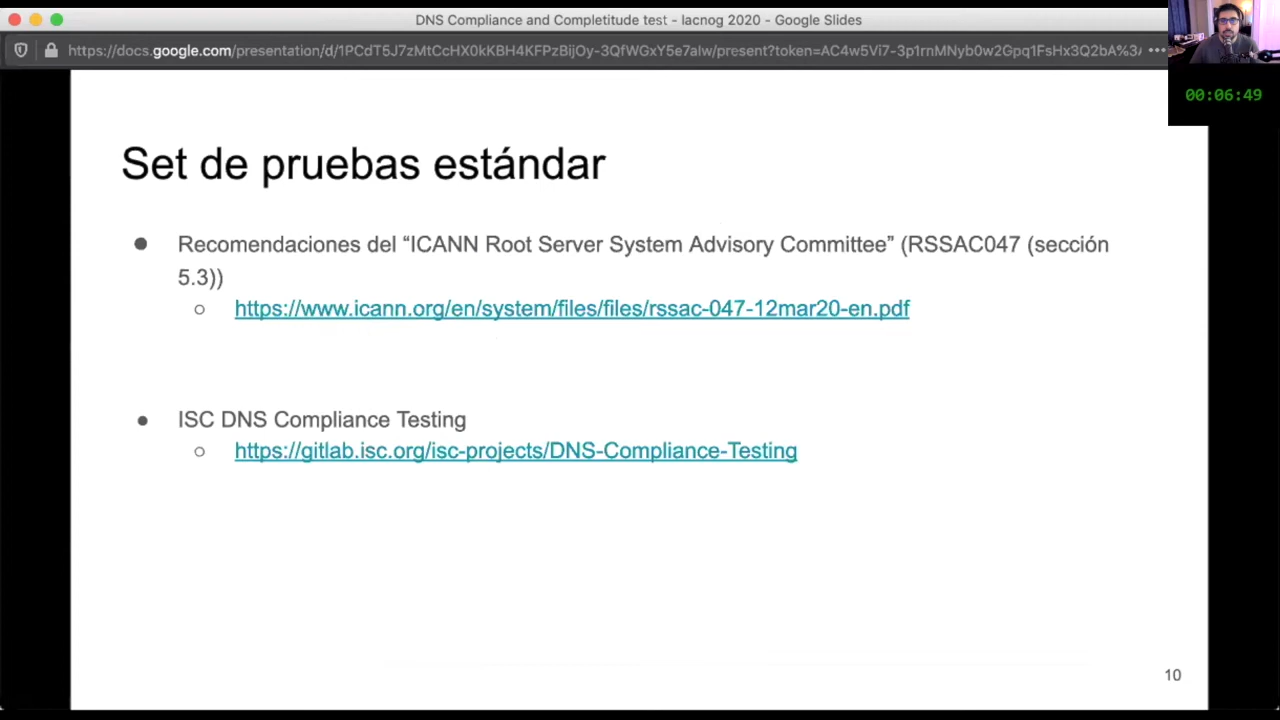 DNS Compliance and Completitude test - lacnog 2020 - Google Slides
https://docs.google.com/presentation/d/1PCdT5J7zMtCcHX0kKBH4KFPzBijOy-3QfWGxY5e7alw/present?token=AC4w5Vi7-3p1rnMNyb0w2Gpq1FsHx3Q2bA%3A
00:06:49
Set de pruebas estándar
● Recomendaciones del “ICANN Root Server System Advisory Committee” (RSSAC047 (sección
5.3))
○ https://www.icann.org/en/system/files/files/rssac-047-12mar20-en.pdf
● ISC DNS Compliance Testing
○ https://gitlab.isc.org/isc-projects/DNS-Compliance-Testing
10